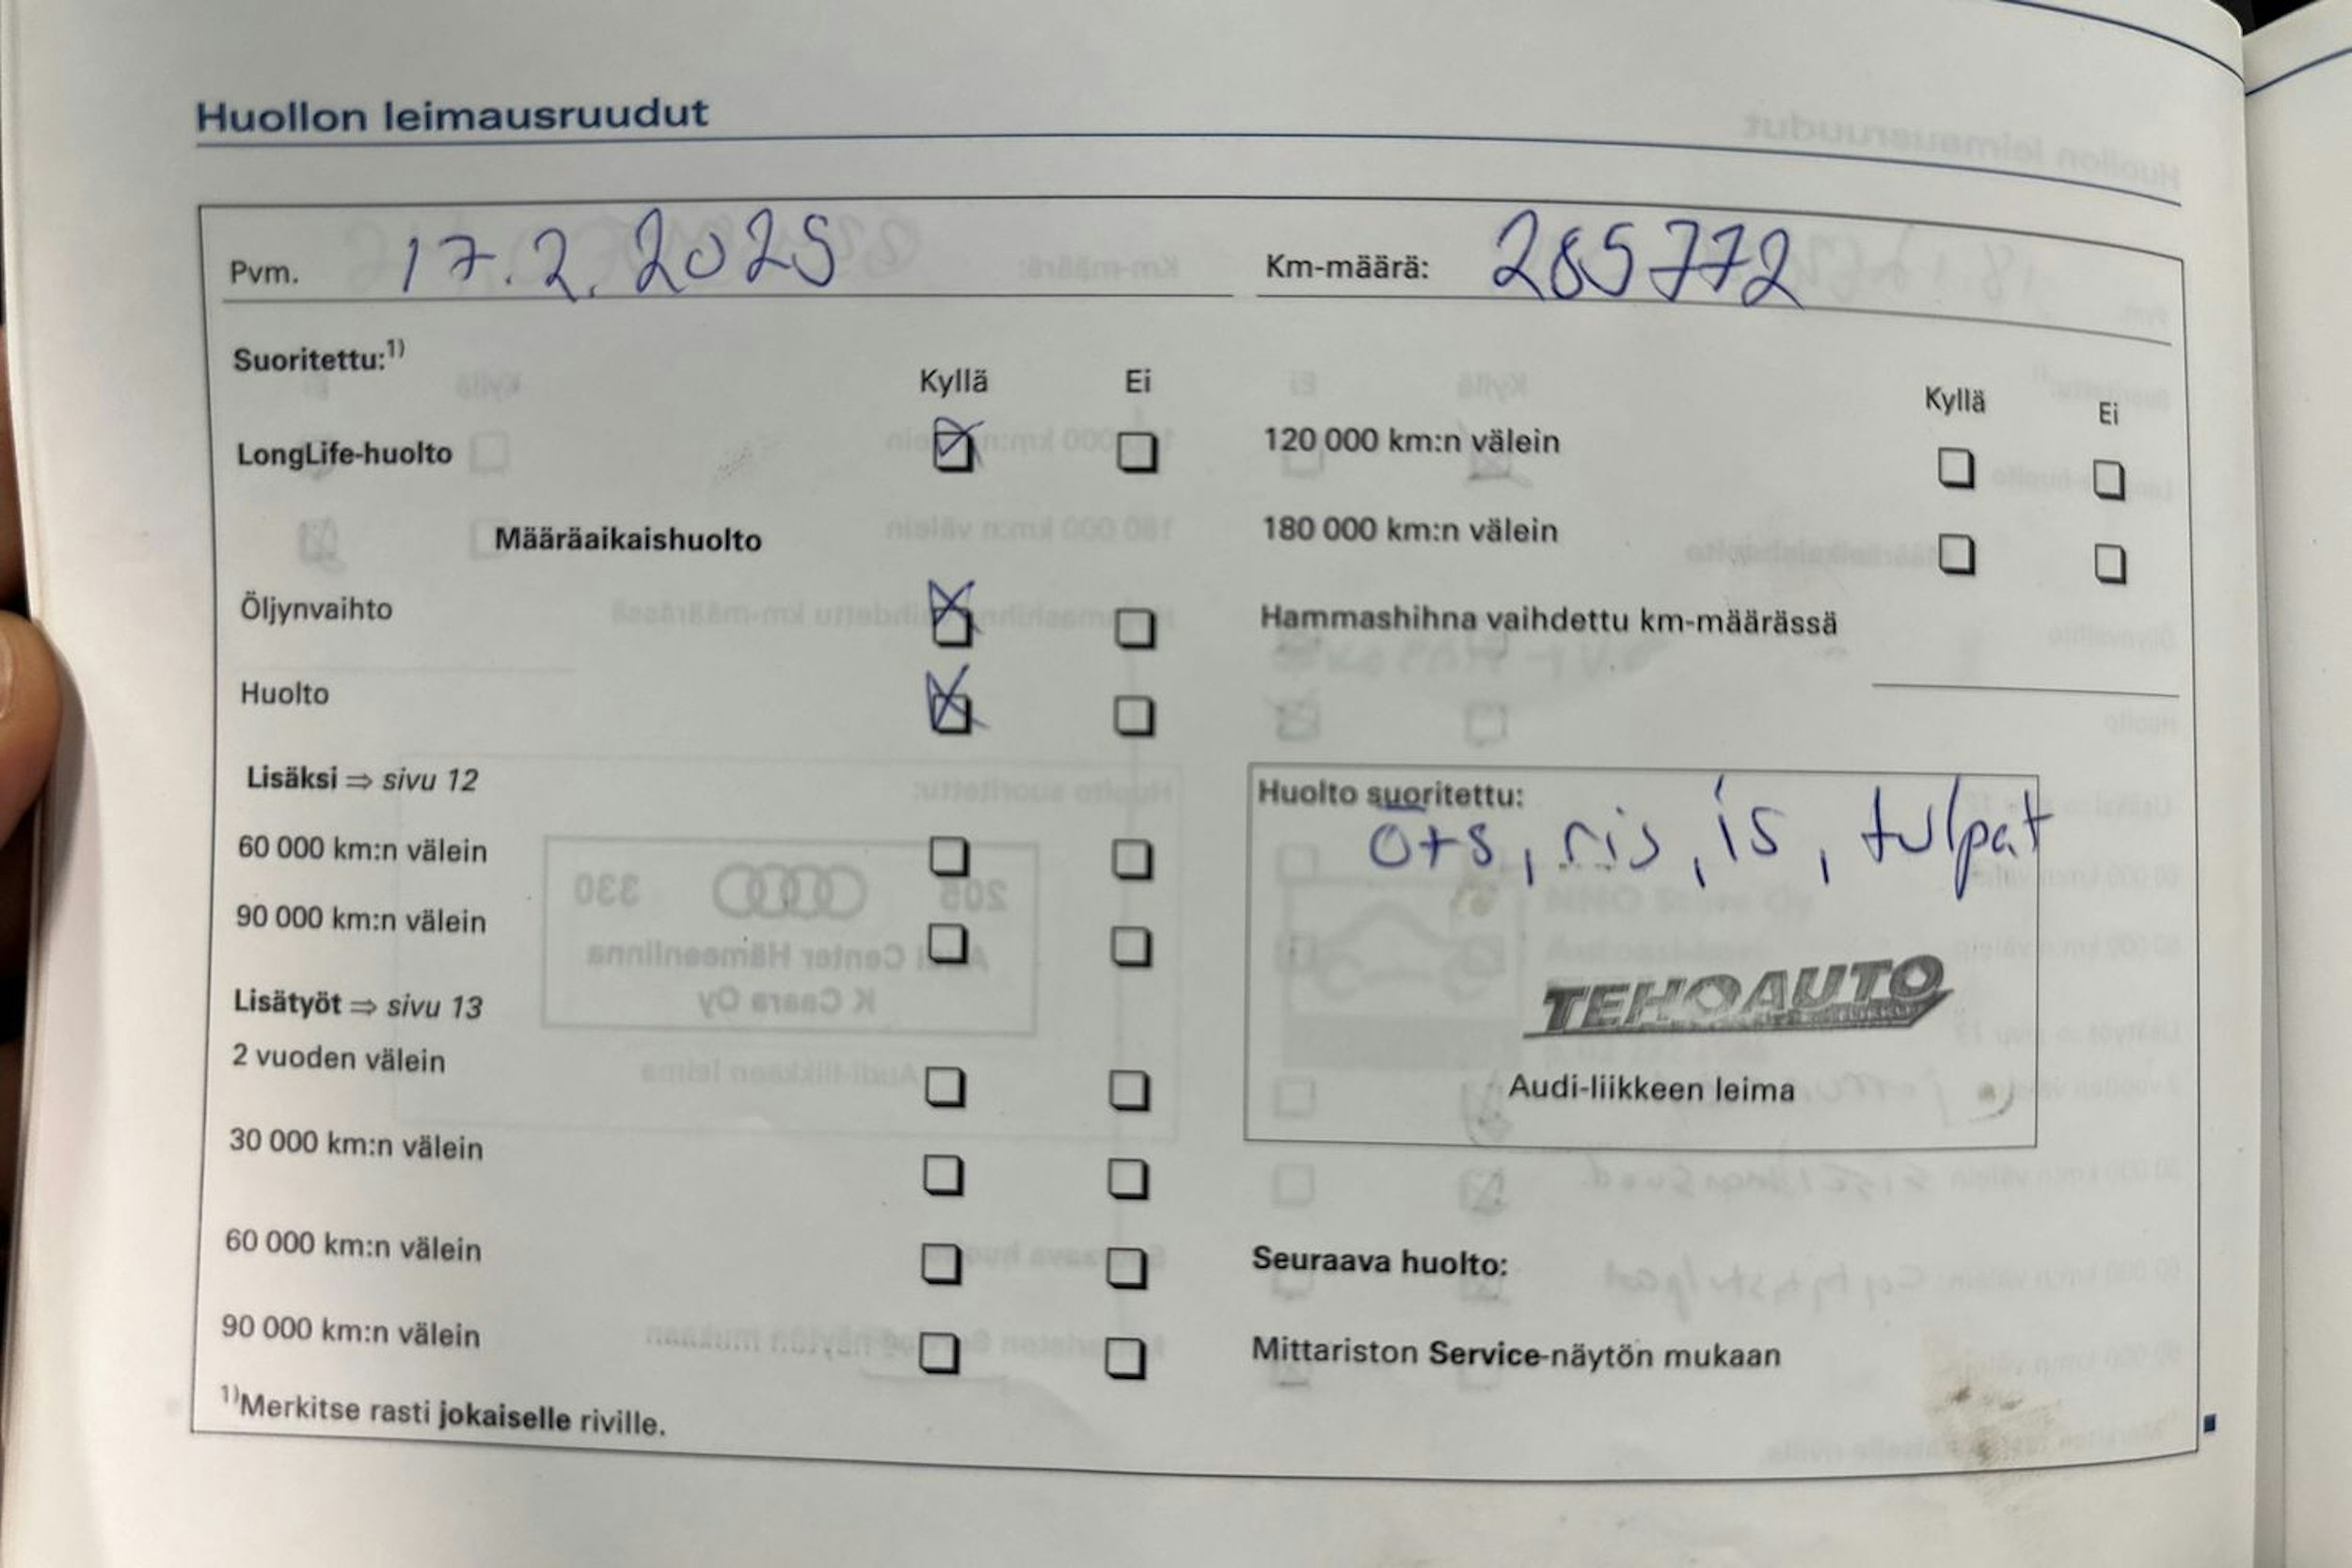 Huollon leimausruudut
Pvm. 17.2.2025
Km-määrä: 285772
Suoritettu:1)
Kyllä Ei
LongLife-huolto
Määräaikaishuolto
Öljynvaihto
Huolto
Lisäksi ⇒ sivu 12
60 000 km:n välein
90 000 km:n välein
Lisätyöt ⇒ sivu 13
2 vuoden välein
30 000 km:n välein
60 000 km:n välein
90 000 km:n välein
1)Merkitse rasti jokaiselle riville.
Kyllä Ei
120 000 km:n välein
180 000 km:n välein
Hammashihna vaihdettu km-määrässä
Huolto suoritettu:
ö+s, ris, is, tulpat
TEHOAUTO
Audi-liikkeen leima
Seuraava huolto:
Mittariston Service-näytön mukaan